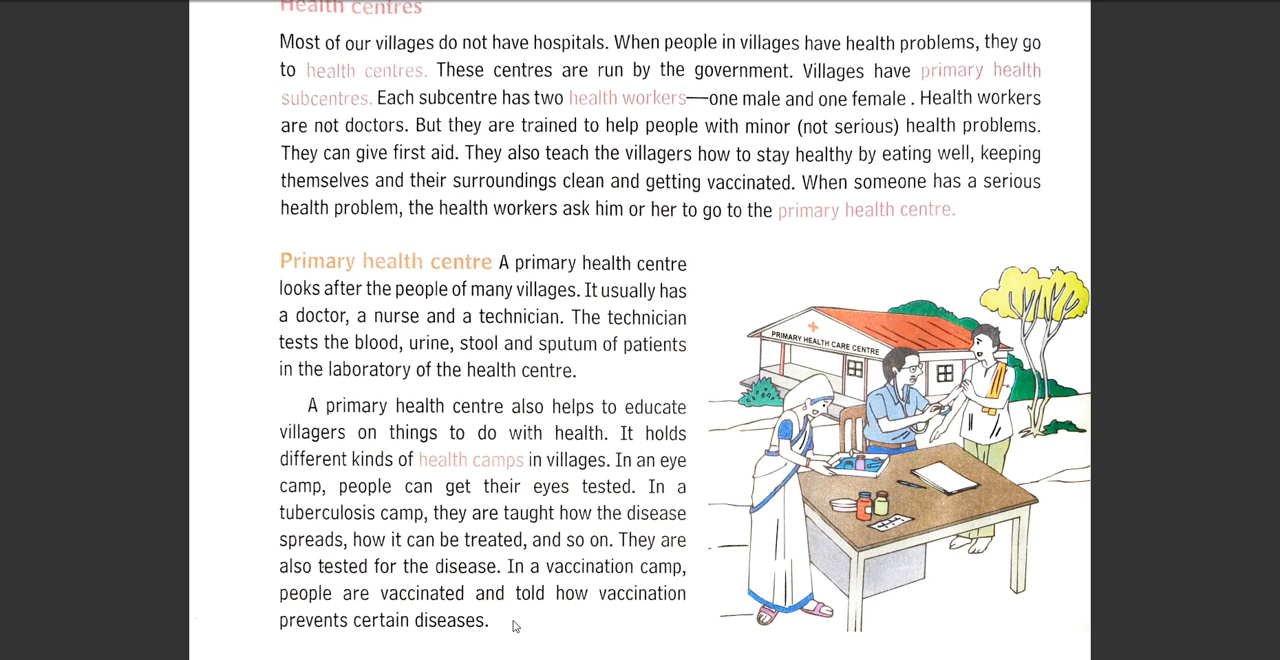 Health centres
Most of our villages do not have hospitals. When people in villages have health problems, they go
to health centres. These centres are run by the government. Villages have primary health
subcentres. Each subcentre has two health workers—one male and one female . Health workers
are not doctors. But they are trained to help people with minor (not serious) health problems.
They can give first aid. They also teach the villagers how to stay healthy by eating well, keeping
themselves and their surroundings clean and getting vaccinated. When someone has a serious
health problem, the health workers ask him or her to go to the primary health centre.
Primary health centre A primary health centre
looks after the people of many villages. It usually has
a doctor, a nurse and a technician. The technician
tests the blood, urine, stool and sputum of patients
in the laboratory of the health centre.
A primary health centre also helps to educate
villagers on things to do with health. It holds
different kinds of health camps in villages. In an eye
camp, people can get their eyes tested. In a
tuberculosis camp, they are taught how the disease
spreads, how it can be treated, and so on. They are
also tested for the disease. In a vaccination camp,
people are vaccinated and told how vaccination
prevents certain diseases.
PRIMARY HEALTH CARE CENTRE